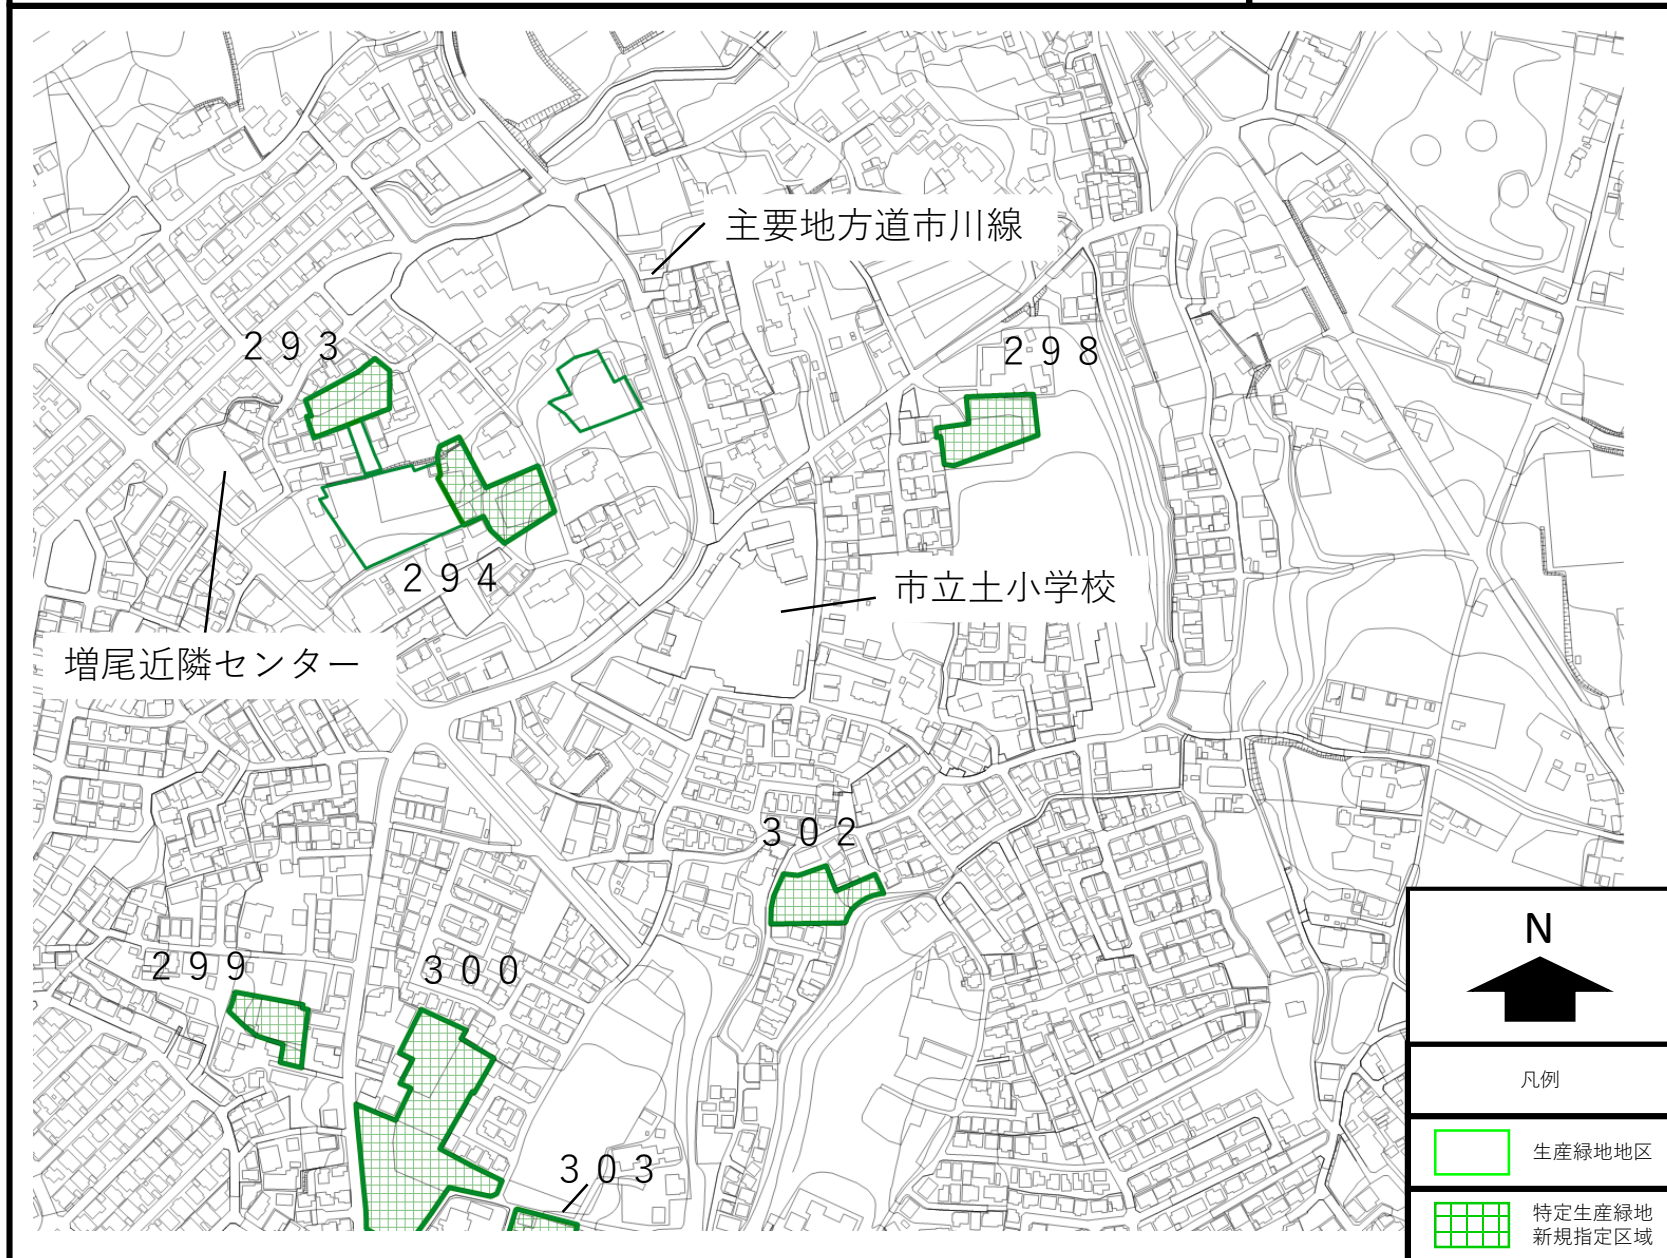 主要地方道市川線
２９３
２９８
２９４
市立土小学校
増尾近隣センター
３０２
２９９
３００
３０３
N
凡例
生産緑地地区
特定生産緑地
新規指定区域